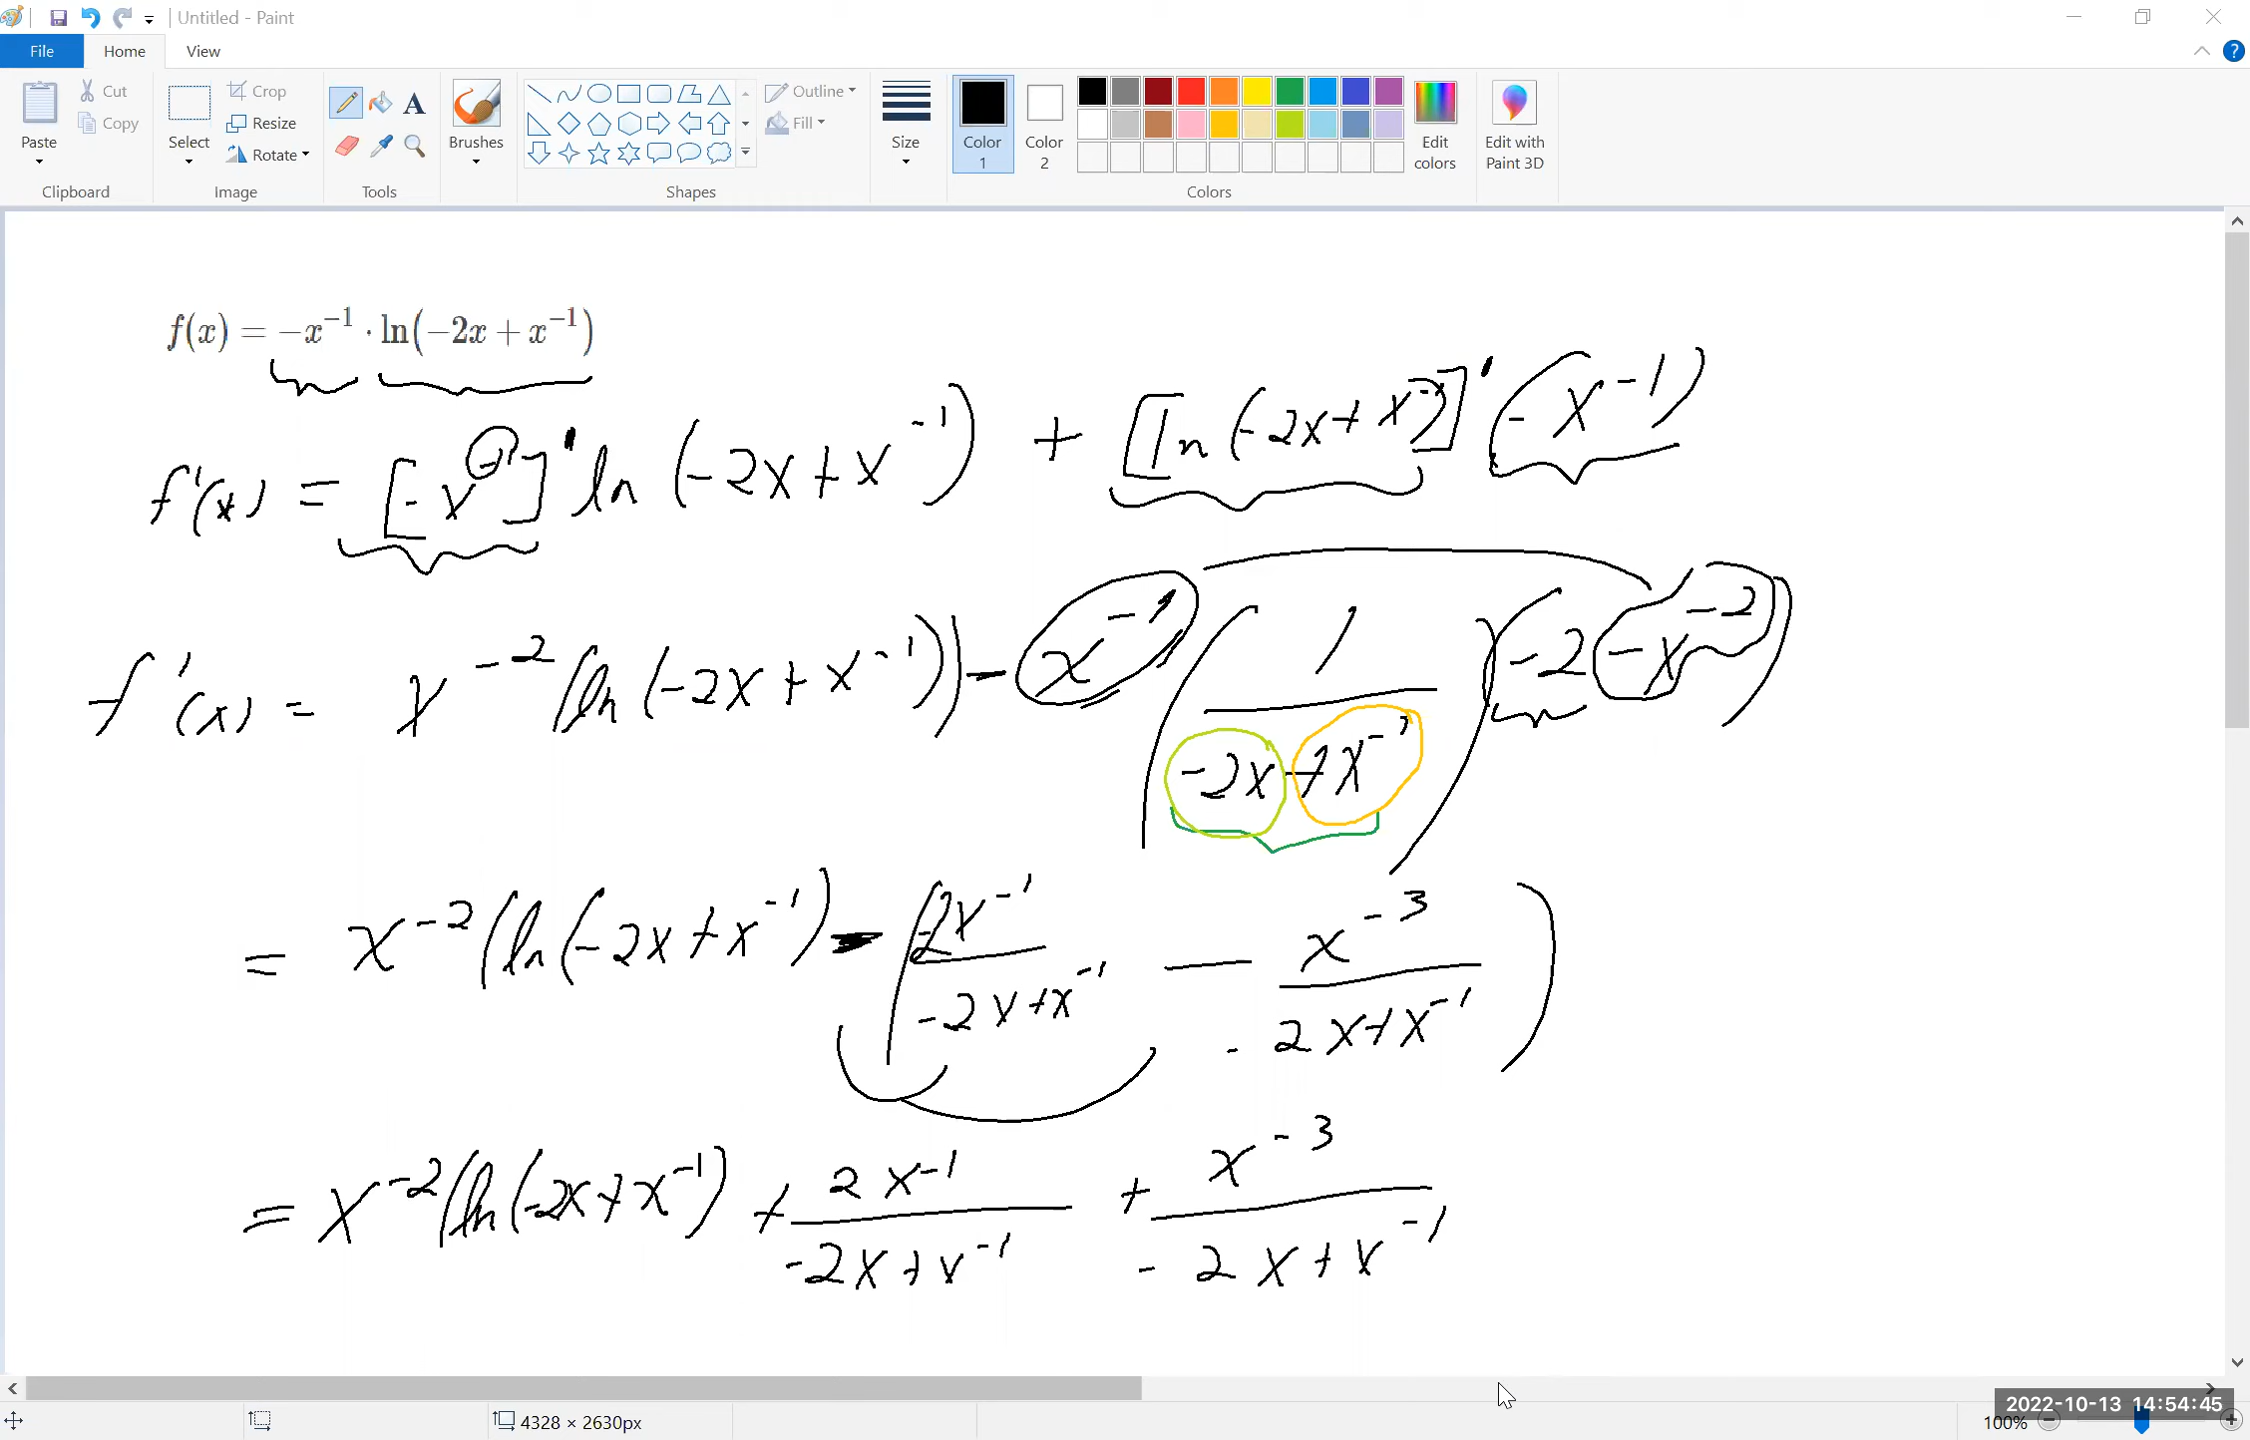 Untitled - Paint
File Home View
Paste Cut Copy Clipboard
Select Crop Resize Rotate Image
Tools
Brushes
Outline Fill Shapes
Size
Color 1 Color 2 Edit colors Colors
Edit with Paint 3D
f(x) = -x^{-1} · ln(-2x + x^{-1})
f'(x) = [-x^{-1}]' ln(-2x+x^{-1}) + [ln(-2x+x^{-1})]' (-x^{-1})
f'(x) = x^{-2}(ln(-2x+x^{-1})) - x^{-1} (1/(-2x+x^{-1})) (-2-x^{-2})
= x^{-2}(ln(-2x+x^{-1}) - (-2x^{-1}/(-2x+x^{-1}) - x^{-3}/(-2x+x^{-1}))
= x^{-2}(ln(-2x+x^{-1}) + 2x^{-1}/(-2x+x^{-1}) + x^{-3}/(-2x+x^{-1})
2022-10-13 14:54:45
4328 × 2630px 100%